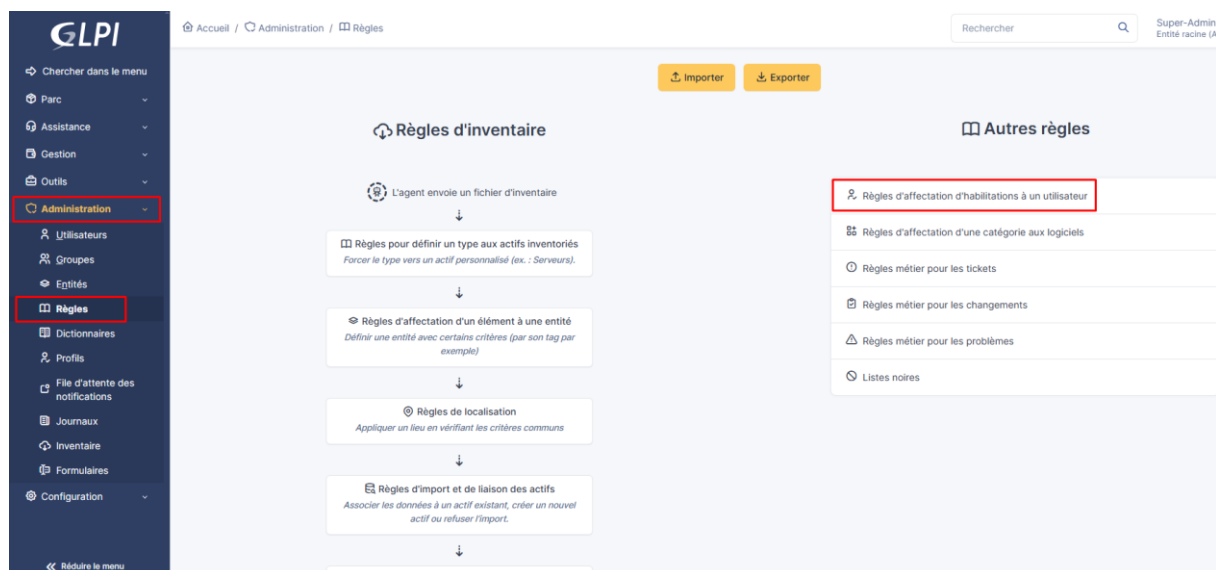 GLPI
Accueil / Administration / Règles
Rechercher
Super-Admin
Entité racine (A
Chercher dans le menu
Parc
Assistance
Gestion
Outils
Administration
Utilisateurs
Groupes
Entités
Règles
Dictionnaires
Profils
File d'attente des
notifications
Journaux
Inventaire
Formulaires
Configuration
Réduire le menu
Importer
Exporter
Règles d'inventaire
L'agent envoie un fichier d'inventaire
Règles pour définir un type aux actifs inventoriés
Forcer le type vers un actif personnalisé (ex. : Serveurs).
Règles d'affectation d'un élément à une entité
Définir une entité avec certains critères (par son tag par
exemple)
Règles de localisation
Appliquer un lieu en vérifiant les critères communs
Règles d'import et de liaison des actifs
Associer les données à un actif existant, créer un nouvel
actif ou refuser l'import.
Autres règles
Règles d'affectation d'habilitations à un utilisateur
Règles d'affectation d'une catégorie aux logiciels
Règles métier pour les tickets
Règles métier pour les changements
Règles métier pour les problèmes
Listes noires